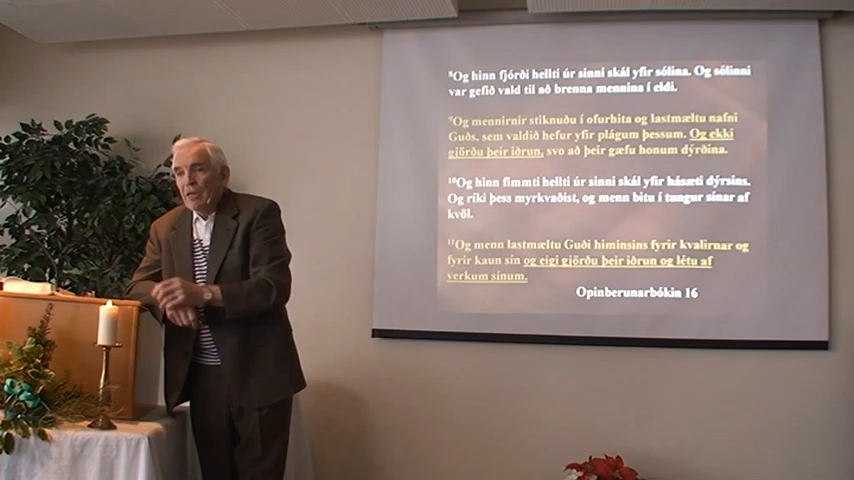 ⁸Og hinn fjórði hellti úr sinni skál yfir sólina. Og sólinni
var gefið vald til að brenna mennina í eldi.
⁹Og mennirnir stiknuðu í ofurhita og lastmæltu nafni
Guðs, sem valdið hefur yfir plágum þessum. Og ekki
gjörðu þeir iðrun, svo að þeir gæfu honum dýrðina.
¹⁰Og hinn fimmti hellti úr sinni skál yfir hásæti dýrsins.
Og ríki þess myrkvaðist, og menn bitu í tungur sínar af
kvöl.
¹¹Og menn lastmæltu Guði himinsins fyrir kvalirnar og
fyrir kaun sín og eigi gjörðu þeir iðrun og létu af
verkum sínum.
Opinberunarbókin 16